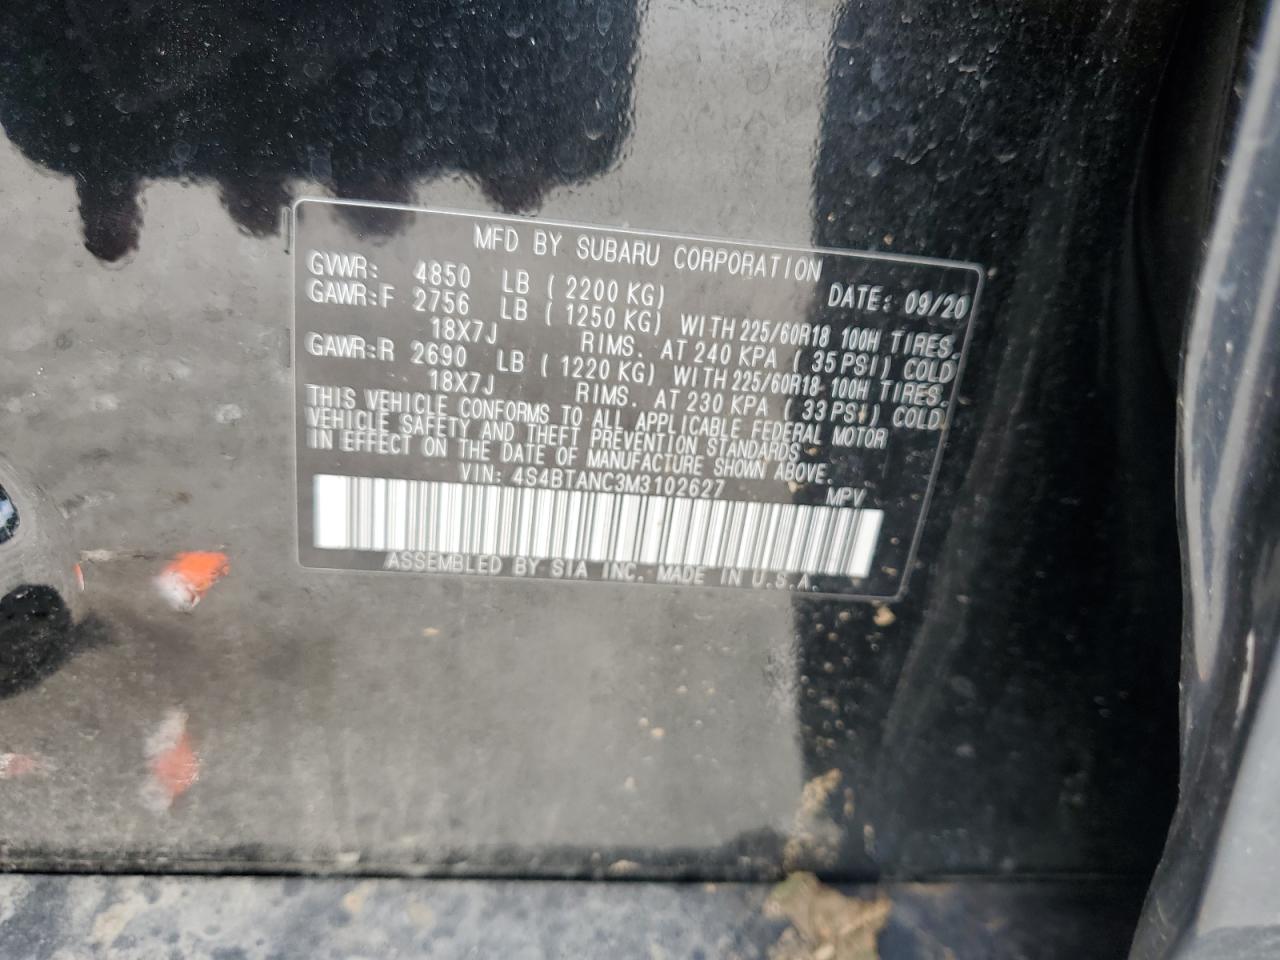 MFD BY SUBARU CORPORATION
GVWR: 4850 LB ( 2200 KG) DATE: 09/20
GAWR:F 2756 LB ( 1250 KG) WITH 225/60R18 100H TIRES.
18X7J RIMS. AT 240 KPA ( 35 PSI) COLD
GAWR:R 2690 LB ( 1220 KG) WITH 225/60R18 100H TIRES.
18X7J RIMS. AT 230 KPA ( 33 PSI) COLD
THIS VEHICLE CONFORMS TO ALL APPLICABLE FEDERAL MOTOR
VEHICLE SAFETY AND THEFT PREVENTION STANDARDS
IN EFFECT ON THE DATE OF MANUFACTURE SHOWN ABOVE.
VIN: 4S4BTANC3M3102627 MPV
ASSEMBLED BY SIA INC. MADE IN U.S.A.